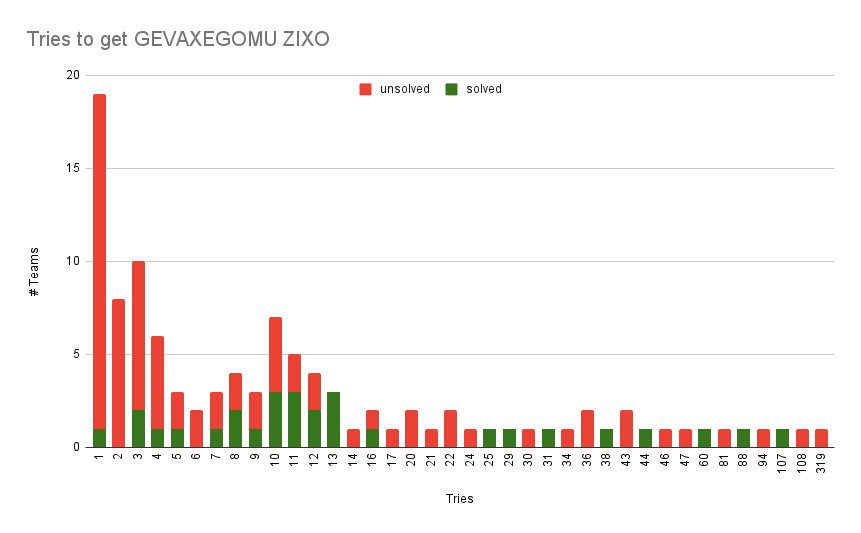 Tries to get GEVAXEGOMU ZIXO
unsolved solved
20
15
10
5
0
# Teams
1 2 3 4 5 6 7 8 9 10 11 12 13 14 16 17 20 21 22 24 25 29 30 31 34 36 38 43 44 46 47 60 81 88 94 107 108 319
Tries